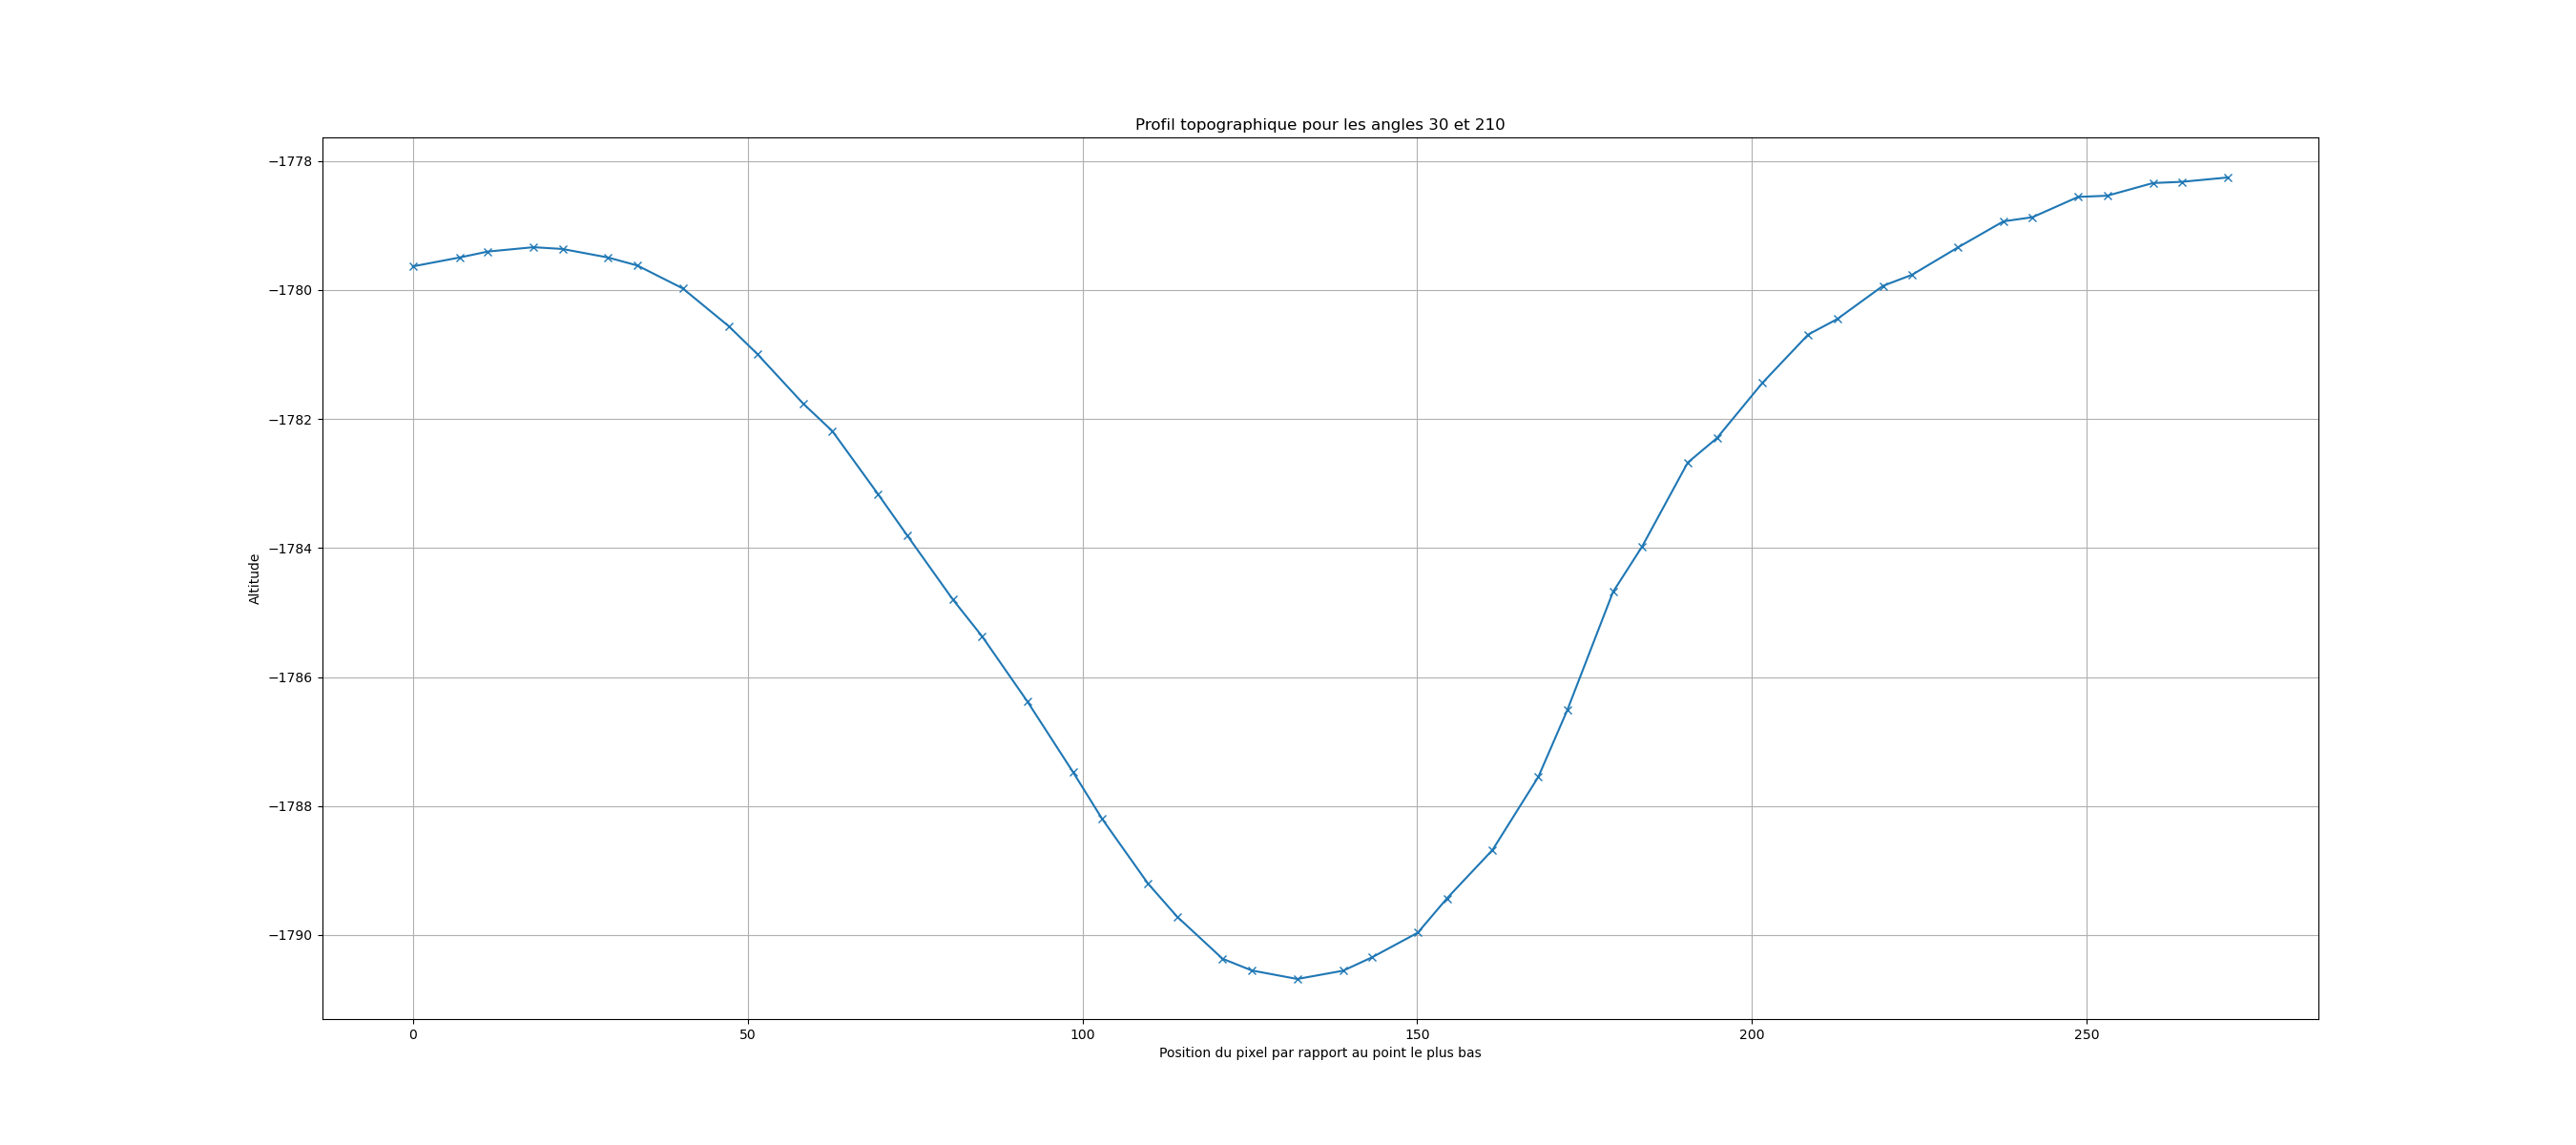 Profil topographique pour les angles 30 et 210
−1778
−1780
−1782
−1784
−1786
−1788
−1790
Altitude
0 50 100 150 200 250
Position du pixel par rapport au point le plus bas